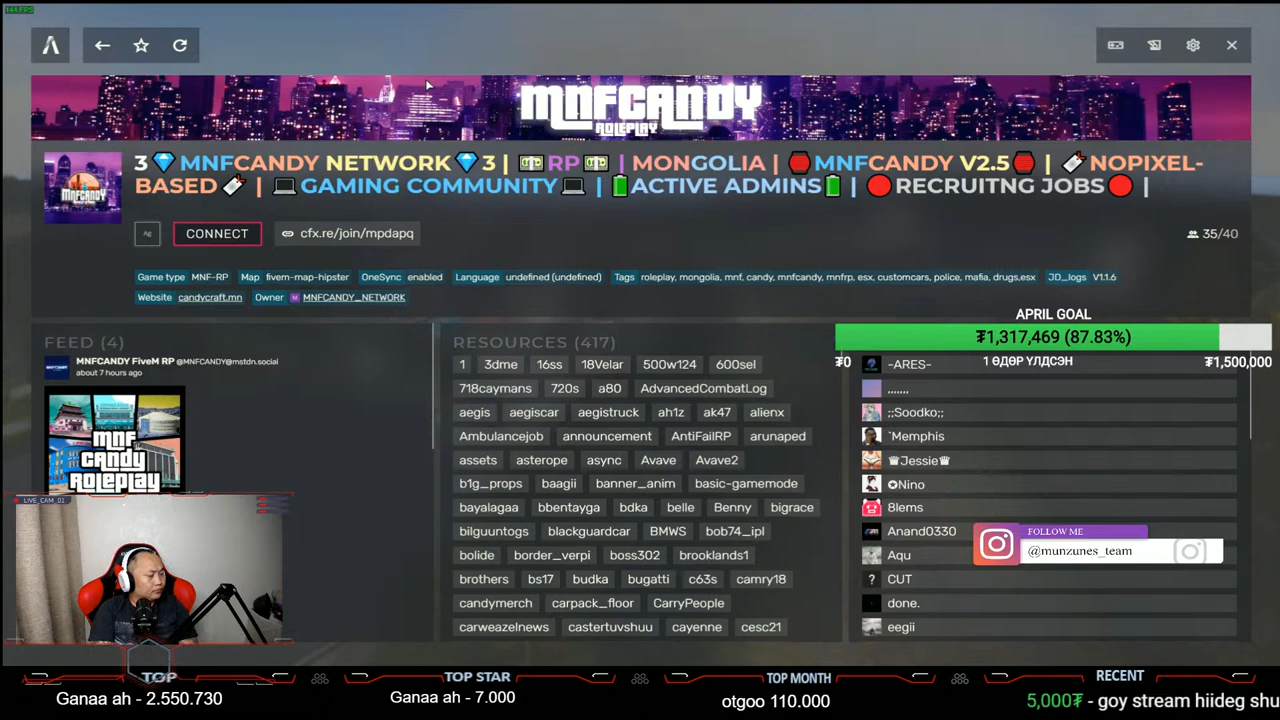 144 FPS
MNFCANDY
ROLEPLAY
3💎MNFCANDY NETWORK💎3 | 💵RP💵 | MONGOLIA | 🛑MNFCANDY V2.5🛑 | NOPIXEL-
BASED | 💻GAMING COMMUNITY💻 | 🔋ACTIVE ADMINS🔋 | 🔴RECRUITNG JOBS🔴 |
CONNECT
cfx.re/join/mpdapq
35/40
Game type MNF-RP Map fivem-map-hipster OneSync enabled Language undefined (undefined) Tags roleplay, mongolia, mnf, candy, mnfcandy, mnfrp, esx, customcars, police, mafia, drugs,esx JD_logs V1.1.6
Website candycraft.mn Owner MNFCANDY_NETWORK
FEED (4)
MNFCANDY FiveM RP @MNFCANDY@mstdn.social
about 7 hours ago
MNF
CANDY
ROLEPLAY
LIVE_CAM_01
RESOURCES (417)
1 3dme 16ss 18Velar 500w124 600sel
718caymans 720s a80 AdvancedCombatLog
aegis aegiscar aegistruck ah1z ak47 alienx
Ambulancejob announcement AntiFailRP arunaped
assets asterope async Avave Avave2
b1g_props baagii banner_anim basic-gamemode
bayalagaa bbentayga bdka belle Benny bigrace
bilguuntogs blackguardcar BMWS bob74_ipl
bolide border_verpi boss302 brooklands1
brothers bs17 budka bugatti c63s camry18
candymerch carpack_floor CarryPeople
carweazelnews castertuvshuu cayenne cesc21
APRIL GOAL
₮1,317,469 (87.83%)
₮0
1 ӨДӨР ҮЛДСЭН
₮1,500,000
-ARES-
,,,,,,,
;;Soodko;;
`Memphis
♛Jessie♛
✪Nino
8lems
Anand0330
Aqu
CUT
done.
eegii
FOLLOW ME
@munzunes_team
TOP
Ganaa ah - 2.550.730
TOP STAR
Ganaa ah - 7.000
TOP MONTH
otgoo 110.000
RECENT
5,000₮ - goy stream hiideg shu